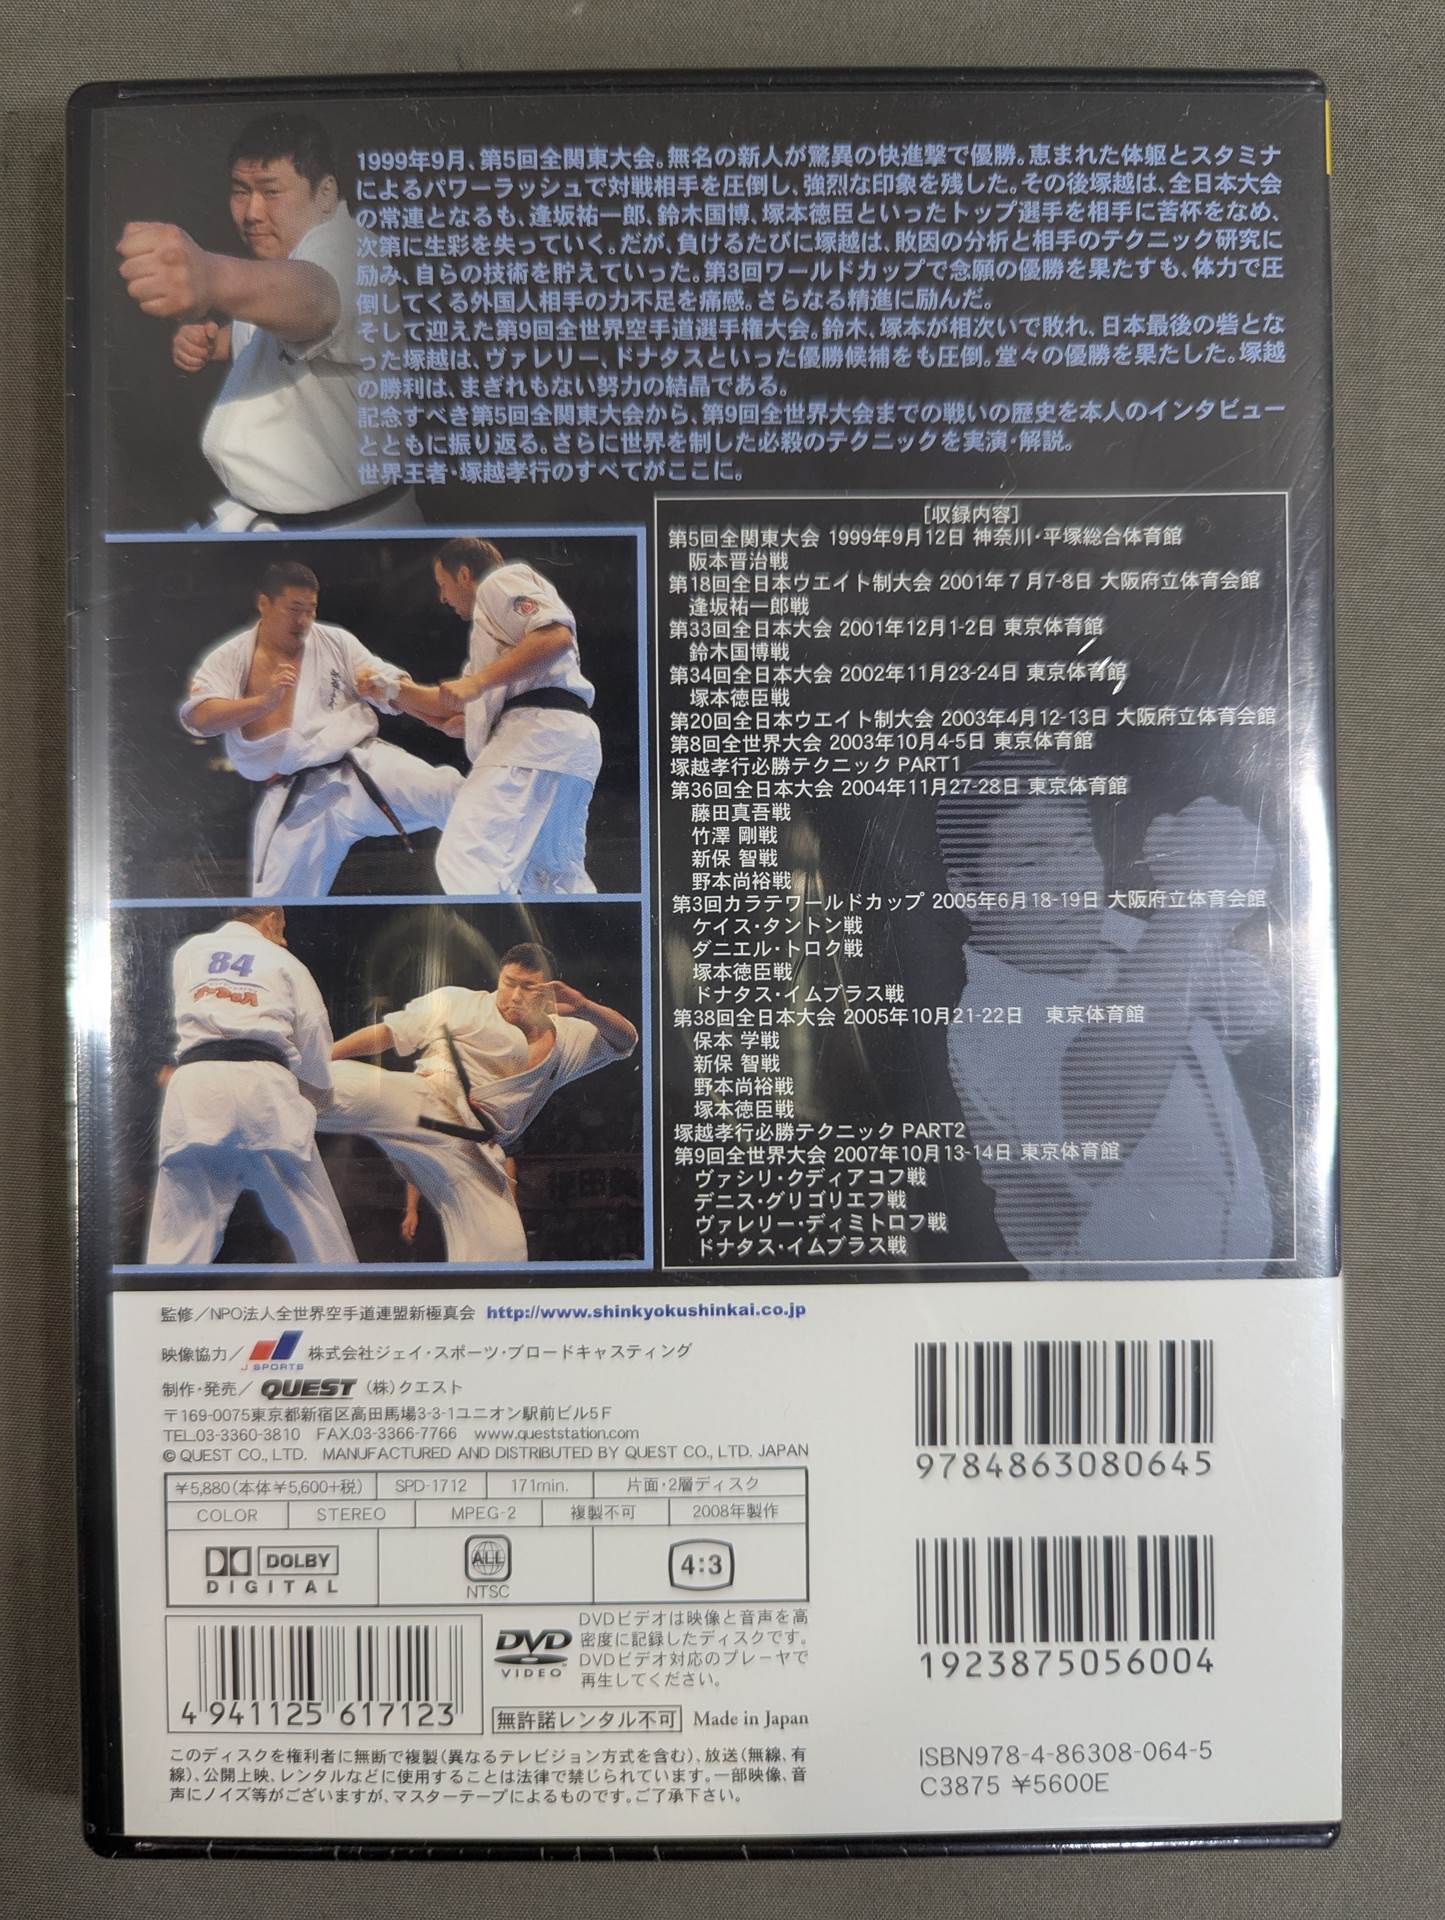 1999年9月、第5回全関東大会。無名の新人が驚異の快進撃で優勝。恵まれた体躯とスタミナ
によるパワーラッシュで対戦相手を圧倒し、強烈な印象を残した。その後塚越は、全日本大会
の常連となるも、逢坂祐一郎、鈴木国博、塚本徳臣といったトップ選手を相手に苦杯をなめ、
次第に生彩を失っていく。だが、負けるたびに塚越は、敗因の分析と相手のテクニック研究に
励み、自らの技術を貯えていった。第3回ワールドカップで念願の優勝を果たすも、体力で圧
倒してくる外国人相手の力不足を痛感。さらなる精進に励んだ。
そして迎えた第9回全世界空手道選手権大会。鈴木、塚本が相次いで敗れ、日本最後の砦とな
った塚越は、ヴァレリー、ドナタスといった優勝候補をも圧倒。堂々の優勝を果たした。塚越
の勝利は、まぎれもない努力の結晶である。
記念すべき第5回全関東大会から、第9回全世界大会までの戦いの歴史を本人のインタビュー
とともに振り返る。さらに世界を制した必殺のテクニックを実演・解説。
世界王者・塚越孝行のすべてがここに。
[収録内容]
第5回全関東大会 1999年9月12日 神奈川・平塚総合体育館
阪本晋治戦
第18回全日本ウエイト制大会 2001年7月7-8日 大阪府立体育会館
逢坂祐一郎戦
第33回全日本大会 2001年12月1-2日 東京体育館
鈴木国博戦
第34回全日本大会 2002年11月23-24日 東京体育館
塚本徳臣戦
第20回全日本ウエイト制大会 2003年4月12-13日 大阪府立体育会館
第8回全世界大会 2003年10月4-5日 東京体育館
塚越孝行必勝テクニック PART1
第36回全日本大会 2004年11月27-28日 東京体育館
藤田真吾戦
竹澤 剛戦
新保 智戦
野本尚裕戦
第3回カラテワールドカップ 2005年6月18-19日 大阪府立体育会館
ケイス・タントン戦
ダニエル・トロク戦
塚本徳臣戦
ドナタス・イムブラス戦
第38回全日本大会 2005年10月21-22日 東京体育館
保本 学戦
新保 智戦
野本尚裕戦
塚本徳臣戦
塚越孝行必勝テクニック PART2
第9回全世界大会 2007年10月13-14日 東京体育館
ヴァシリ・クディアコフ戦
デニス・グリゴリエフ戦
ヴァレリー・ディミトロフ戦
ドナタス・イムブラス戦
84
監修／NPO法人全世界空手道連盟新極真会 http://www.shinkyokushinkai.co.jp
映像協力／ J SPORTS 株式会社ジェイ・スポーツ・ブロードキャスティング
制作・発売／ QUEST (株)クエスト
〒169-0075東京都新宿区高田馬場3-3-1ユニオン駅前ビル5F
TEL.03-3360-3810 FAX.03-3366-7766 www.queststation.com
© QUEST CO., LTD. MANUFACTURED AND DISTRIBUTED BY QUEST CO., LTD. JAPAN
¥5,880(本体¥5,600+税) SPD-1712 171min. 片面・2層ディスク
COLOR STEREO MPEG-2 複製不可 2008年製作
DOLBY DIGITAL
ALL NTSC
4:3
4 941125 617123
DVD VIDEO
DVDビデオは映像と音声を高
密度に記録したディスクです。
DVDビデオ対応のプレーヤで
再生してください。
無許諾レンタル不可 Made in Japan
このディスクを権利者に無断で複製(異なるテレビジョン方式を含む)、放送(無線、有
線)、公開上映、レンタルなどに使用することは法律で禁じられています。一部映像、音
声にノイズ等がございますが、マスターテープによるものです。ご了承下さい。
9784863080645
1923875056004
ISBN978-4-86308-064-5
C3875 ¥5600E